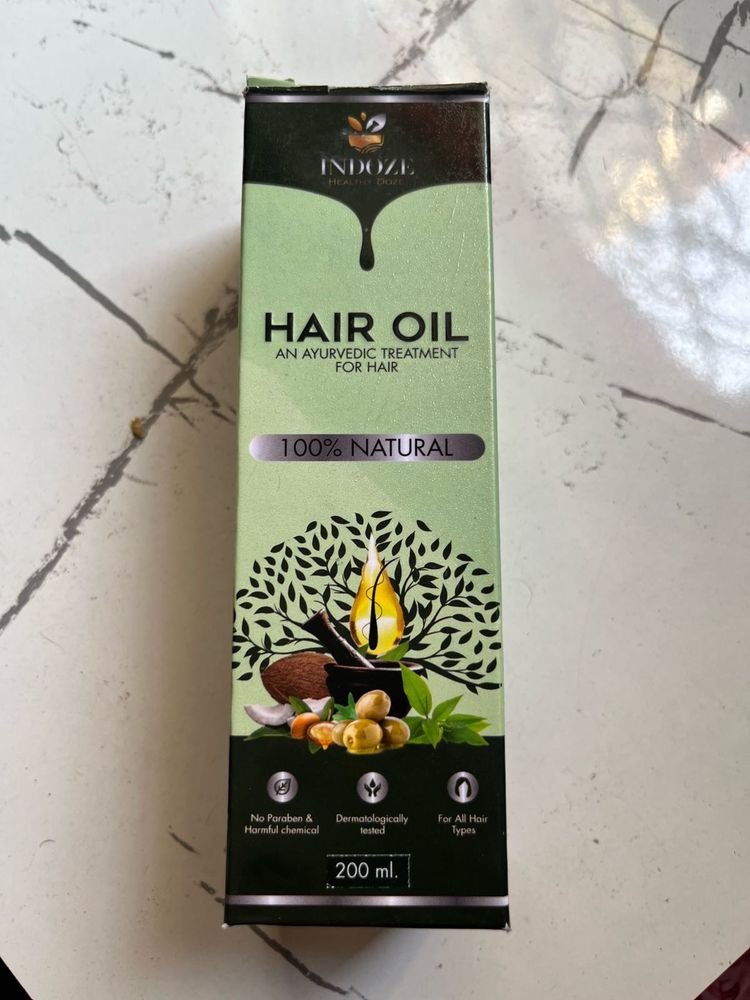 INDOZE
HEALTHY DOZE
HAIR OIL
AN AYURVEDIC TREATMENT
FOR HAIR
100% NATURAL
No Paraben &
Harmful chemical
Dermatologically
tested
For All Hair
Types
200 ml.